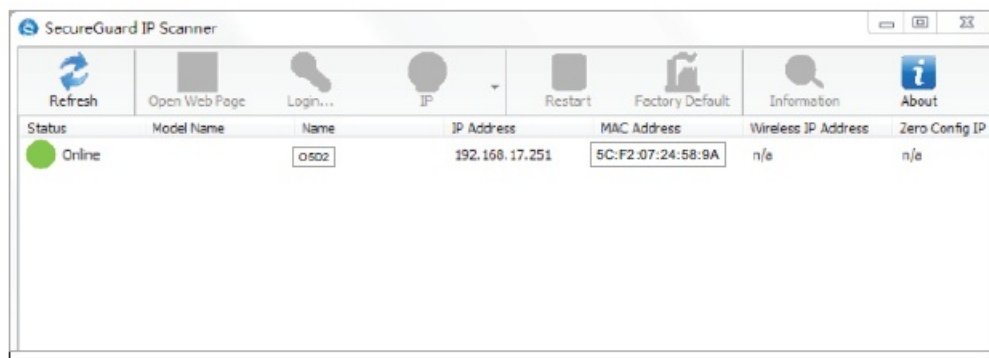 SecureGuard IP Scanner
Refresh Open Web Page Login... IP Restart Factory Default Information About
Status Model Name Name IP Address MAC Address Wireless IP Address Zero Config IP
Online OSD2 192.168.17.251 5C:F2:07:24:58:9A n/a n/a